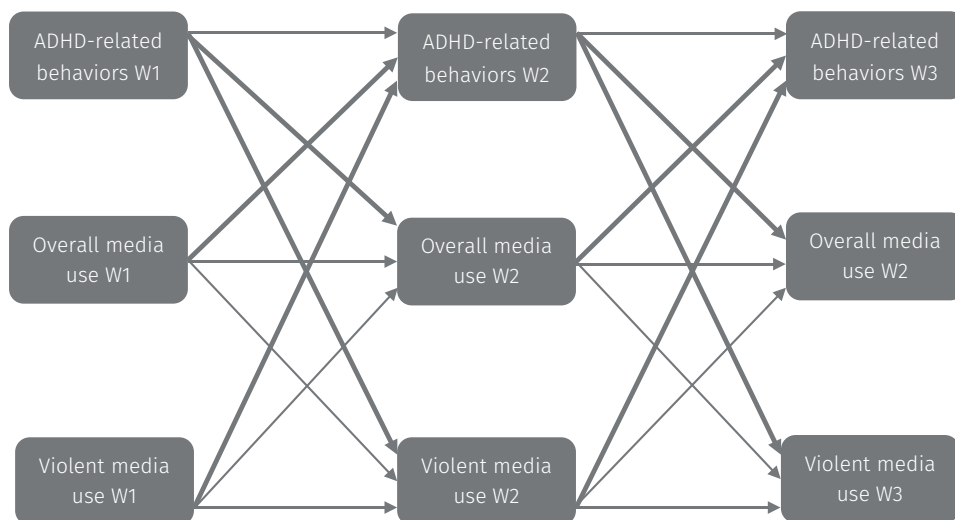 ADHD-related
behaviors W1
ADHD-related
behaviors W2
ADHD-related
behaviors W3
Overall media
use W1
Overall media
use W2
Overall media
use W2
Violent media
use W1
Violent media
use W2
Violent media
use W3